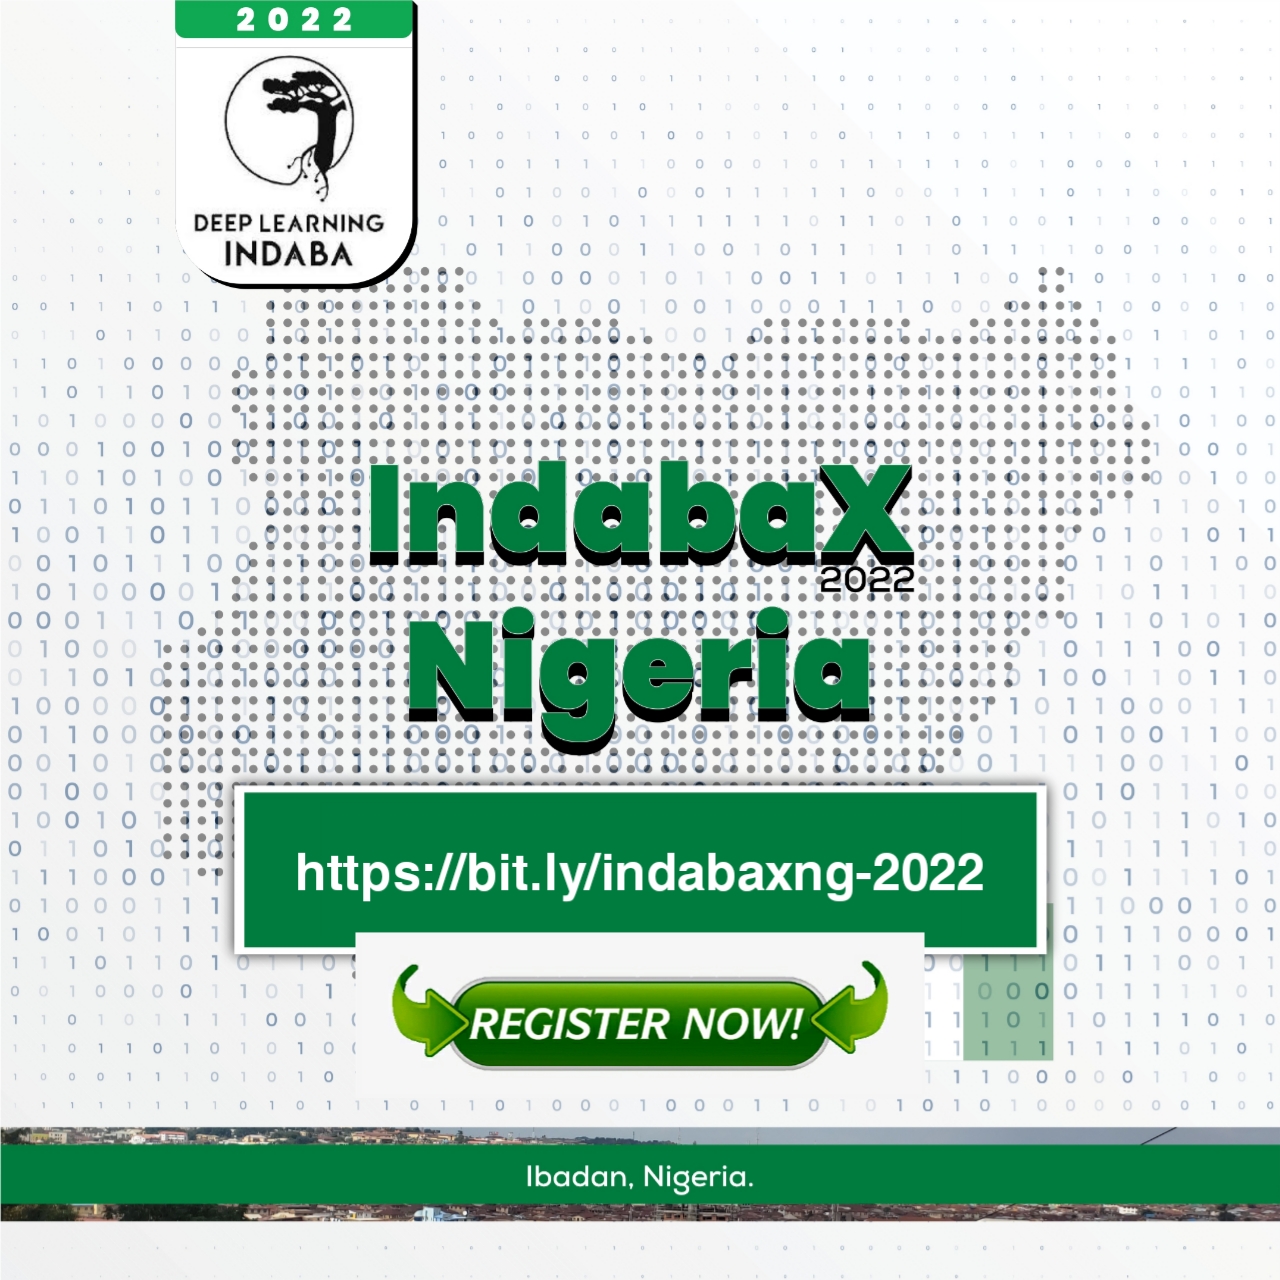 2022
DEEP LEARNING
INDABA
IndabaX
2022
Nigeria
https://bit.ly/indabaxng-2022
REGISTER NOW!
Ibadan, Nigeria.